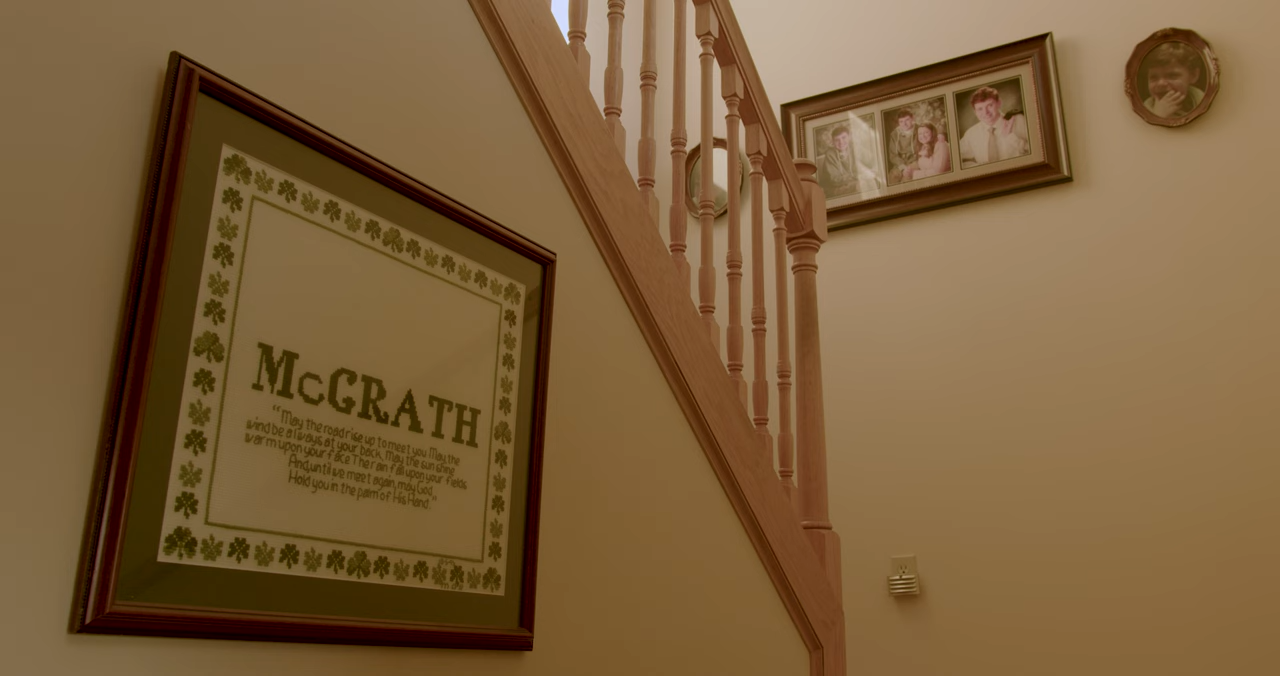 McGRATH
"May the road rise up to meet you. May the
wind be always at your back. May the sun shine
warm upon your face. The rain fall upon your fields
And, until we meet again, may God
Hold you in the palm of His Hand."